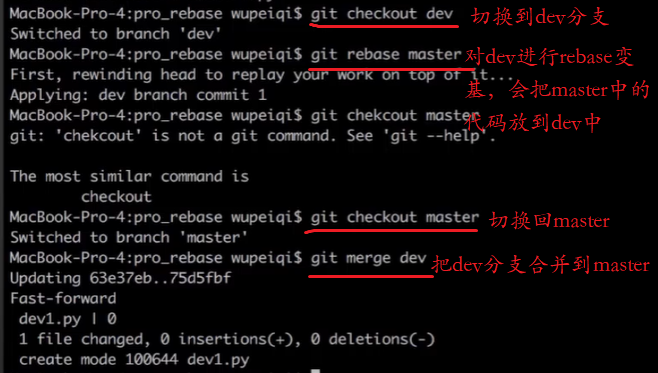 MacBook-Pro-4:pro_rebase wupeiqi$ git checkout dev 切换到dev分支
Switched to branch 'dev'
MacBook-Pro-4:pro_rebase wupeiqi$ git rebase master 对dev进行rebase变
First, rewinding head to replay your work on top of it...
基，会把master中的
Applying: dev branch commit 1
MacBook-Pro-4:pro_rebase wupeiqi$ git chekcout master 代码放到dev中
git: 'chekcout' is not a git command. See 'git --help'.
The most similar command is
checkout
MacBook-Pro-4:pro_rebase wupeiqi$ git checkout master 切换回master
Switched to branch 'master'
MacBook-Pro-4:pro_rebase wupeiqi$ git merge dev 把dev分支合并到master
Updating 63e37eb..75d5fbf
Fast-forward
dev1.py | 0
1 file changed, 0 insertions(+), 0 deletions(-)
create mode 100644 dev1.py